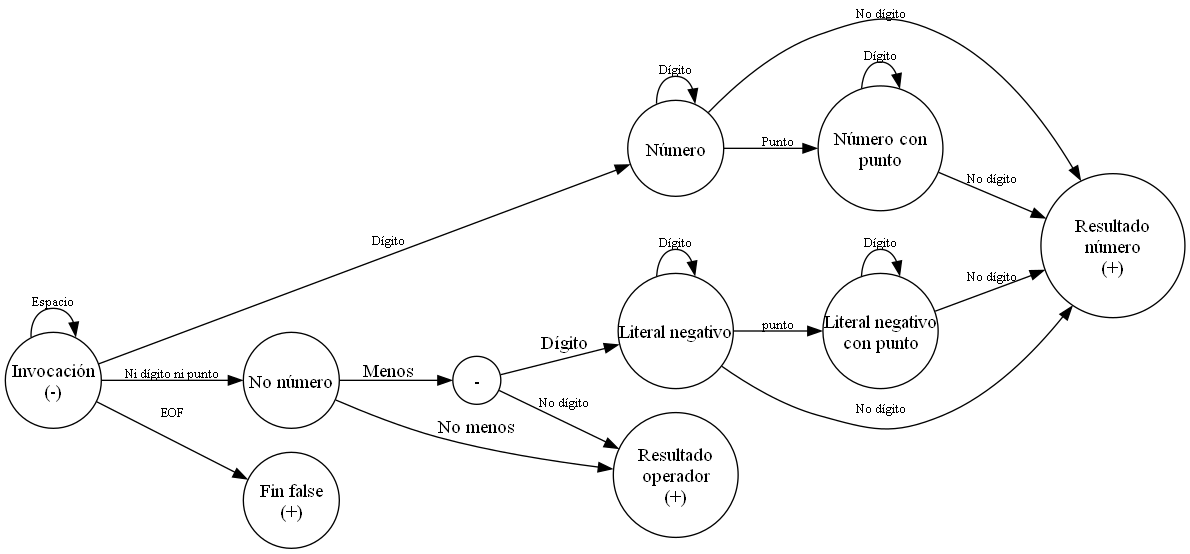 No dígito
Dígito
Dígito
Número
Punto
Número con
punto
No dígito
Resultado
número
(+)
Dígito
Dígito
Dígito
No dígito
Espacio
Literal negativo
punto
Literal negativo
con punto
Dígito
Invocación
(-)
Ni dígito ni punto
No número
Menos
-
No dígito
No dígito
EOF
No menos
Resultado
operador
(+)
Fin false
(+)